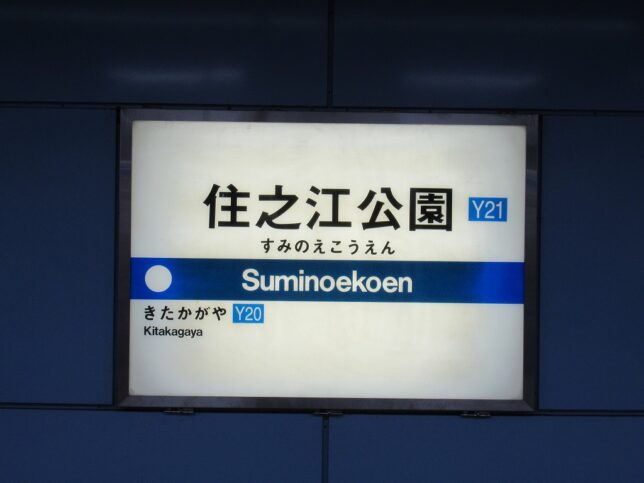 住之江公園 Y21
すみのえこうえん
Suminoekoen
きたかがや Y20
Kitakagaya